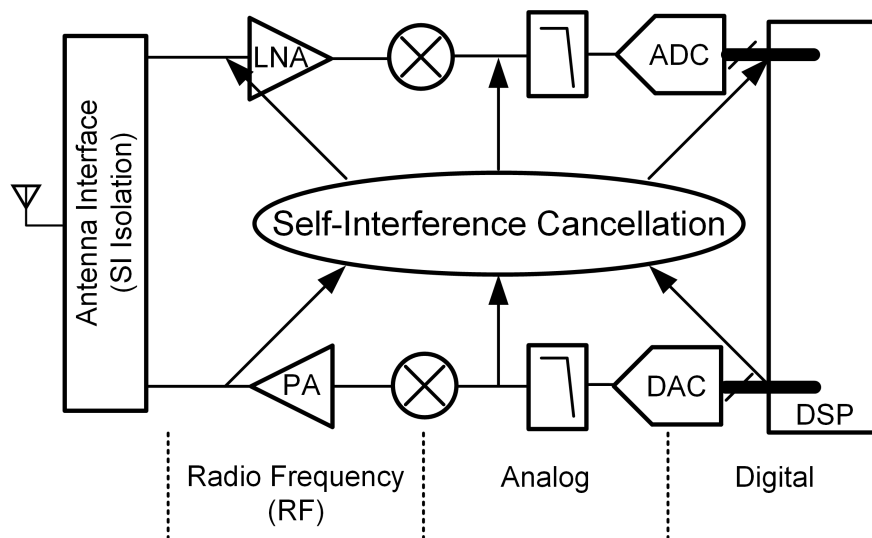 LNA
ADC
Antenna Interface
(SI Isolation)
Self-Interference Cancellation
PA
DAC
DSP
Radio Frequency
(RF)
Analog
Digital